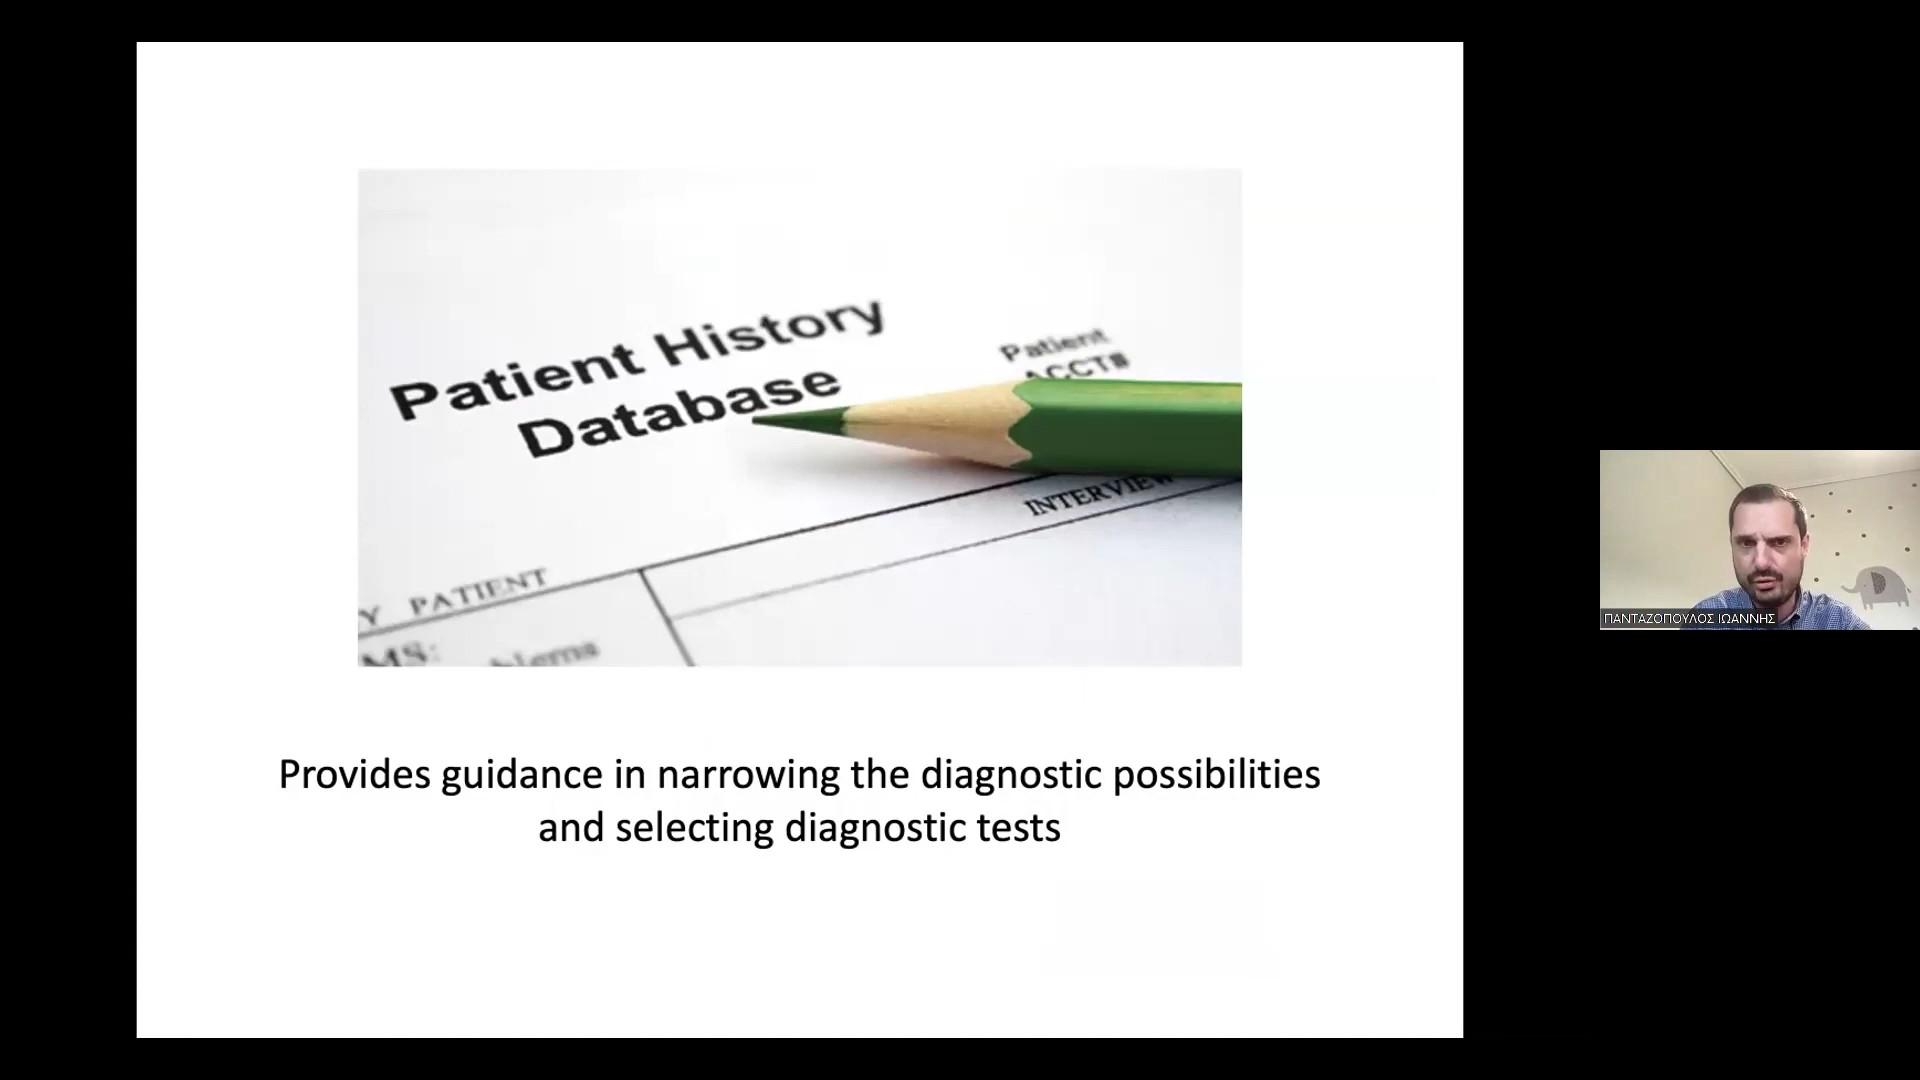 Patient History
Database
Patient
ACCT#
INTERVIEW
Y PATIENT
MS:
Provides guidance in narrowing the diagnostic possibilities
and selecting diagnostic tests
ΠΑΝΤΑΖΟΠΟΥΛΟΣ ΙΩΑΝΝΗΣ